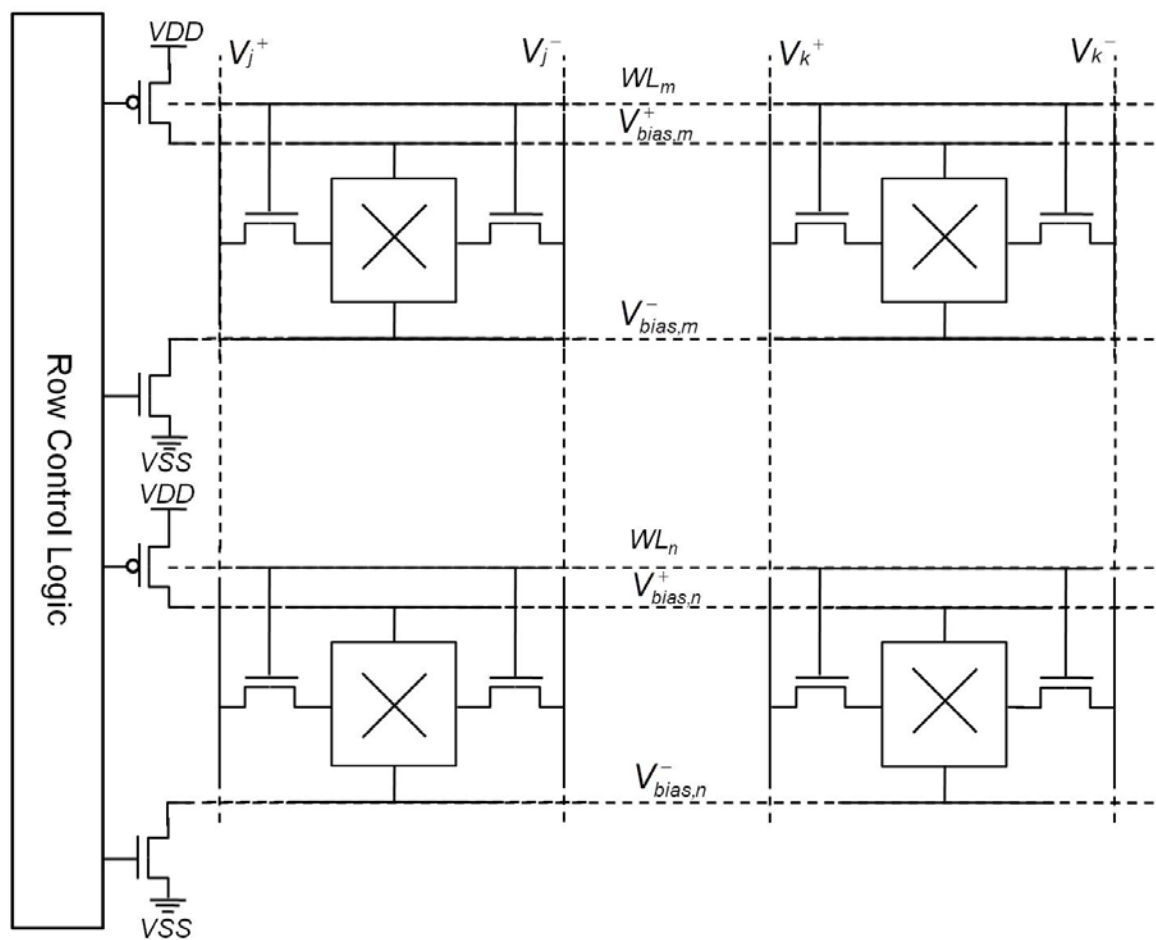 VDD
Vj+
Vj−
Vk+
Vk−
WLm
V+bias,m
V−bias,m
Row Control Logic
VSS
VDD
WLn
V+bias,n
V−bias,n
VSS